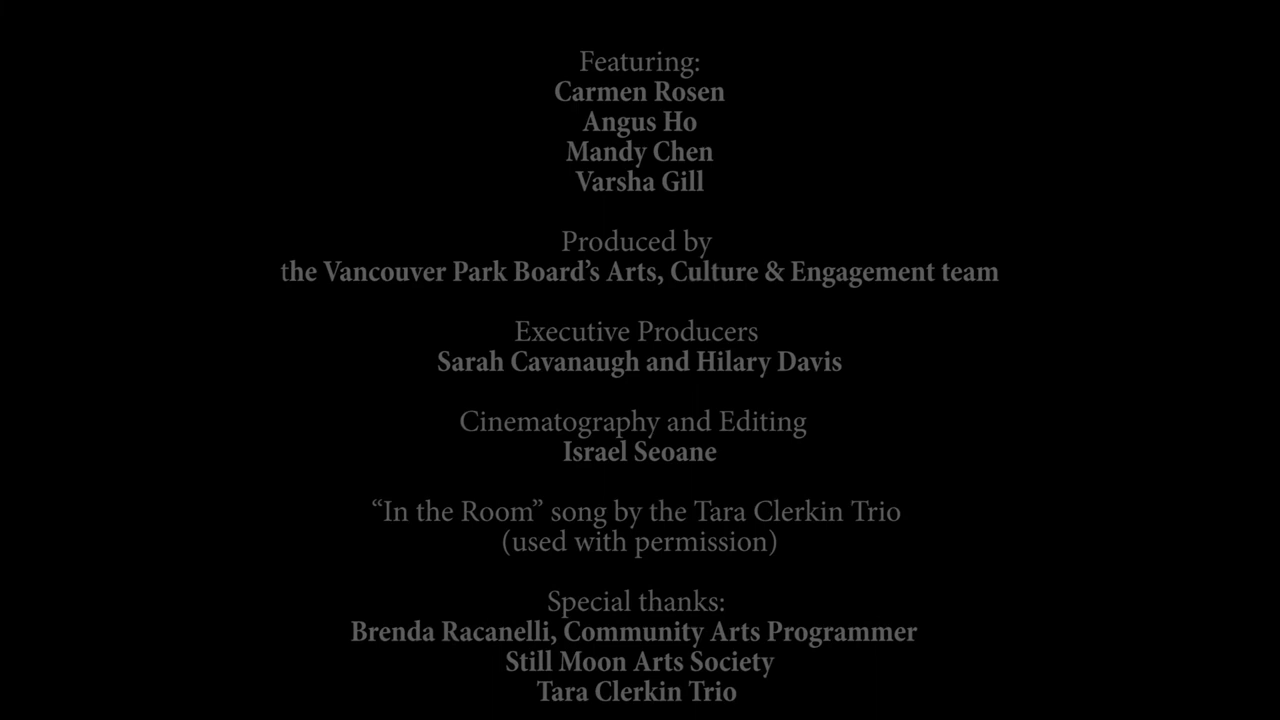 Featuring:
Carmen Rosen
Angus Ho
Mandy Chen
Varsha Gill
Produced by
the Vancouver Park Board’s Arts, Culture & Engagement team
Executive Producers
Sarah Cavanaugh and Hilary Davis
Cinematography and Editing
Israel Seoane
“In the Room” song by the Tara Clerkin Trio
(used with permission)
Special thanks:
Brenda Racanelli, Community Arts Programmer
Still Moon Arts Society
Tara Clerkin Trio